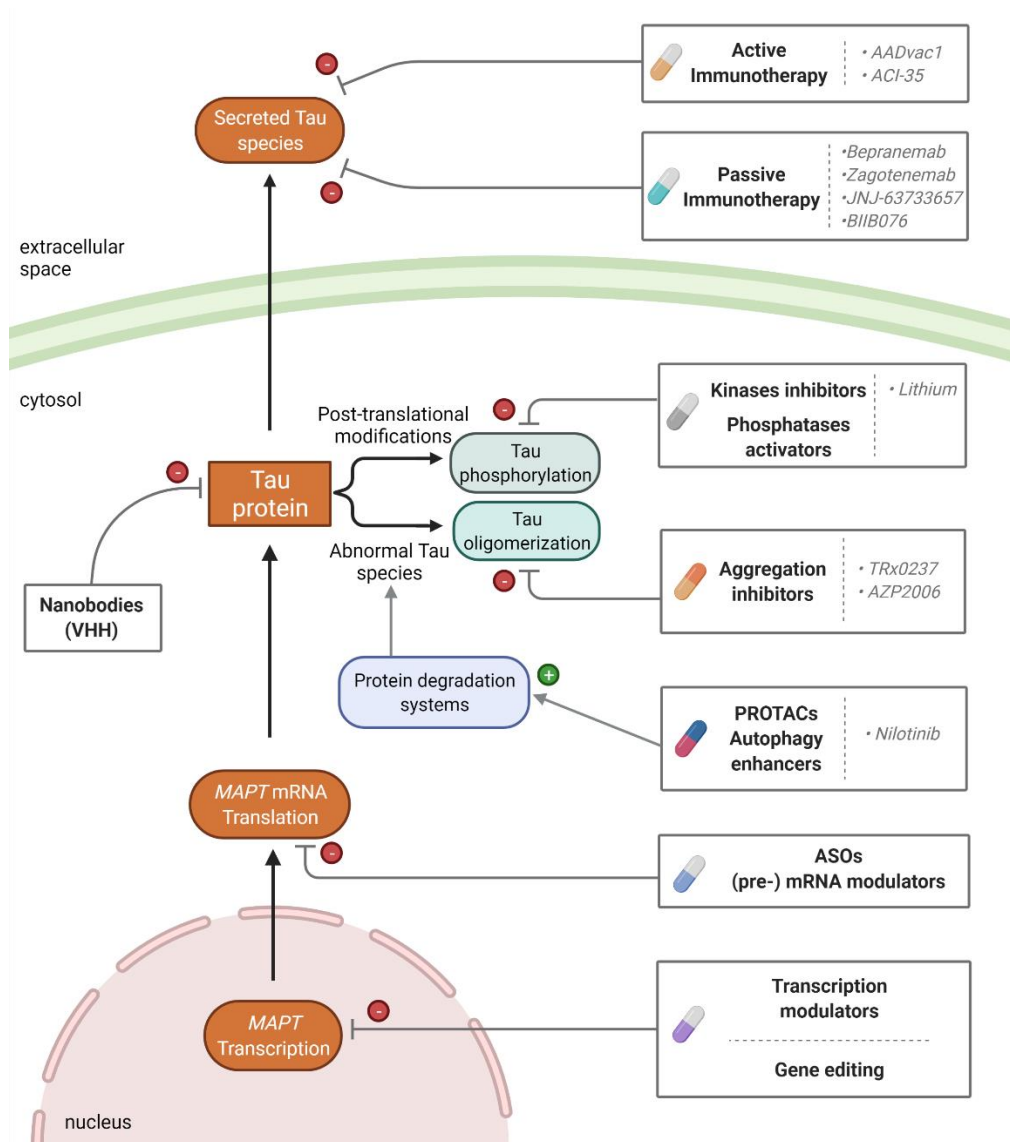 Active
Immunotherapy
• AADvac1
• ACI-35
-
Secreted Tau
species
-
Passive
Immunotherapy
•Bepranemab
•Zagotenemab
•JNJ-63733657
•BIIB076
extracellular
space
cytosol
Kinases inhibitors
Phosphatases
activators
• Lithium
-
Post-translational
modifications
Tau
phosphorylation
-
Tau
protein
Tau
oligomerization
Abnormal Tau
species
-
Aggregation
inhibitors
• TRx0237
• AZP2006
Nanobodies
(VHH)
Protein degradation
systems
+
PROTACs
Autophagy
enhancers
• Nilotinib
MAPT mRNA
Translation
-
ASOs
(pre-) mRNA modulators
MAPT
Transcription
-
Transcription
modulators
Gene editing
nucleus